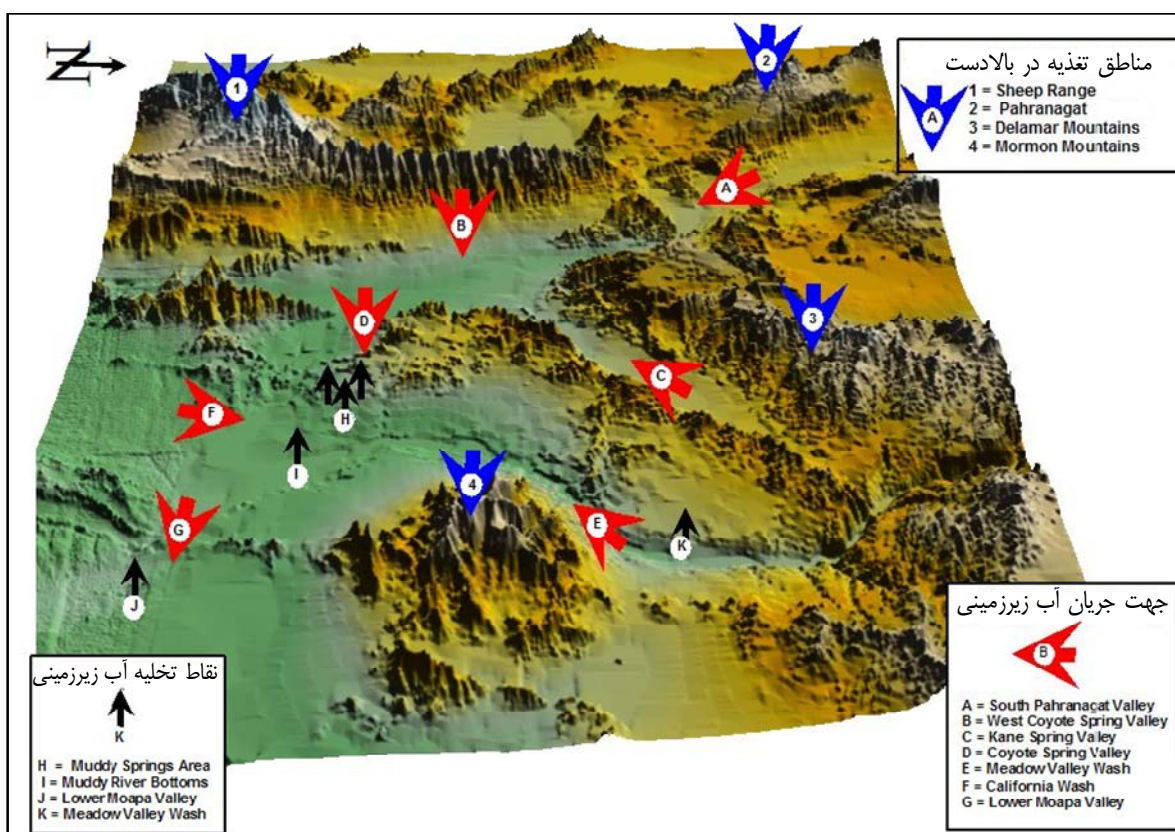 N
1
2
3
4
A
B
C
D
E
F
G
H
I
J
K
مناطق تغذیه در بالادست
A
1 = Sheep Range
2 = Pahranagat
3 = Delamar Mountains
4 = Mormon Mountains
جهت جریان آب زیرزمینی
B
A = South Pahranagat Valley
B = West Coyote Spring Valley
C = Kane Spring Valley
D = Coyote Spring Valley
E = Meadow Valley Wash
F = California Wash
G = Lower Moapa Valley
نقاط تخلیه آب زیرزمینی
K
H = Muddy Springs Area
I = Muddy River Bottoms
J = Lower Moapa Valley
K = Meadow Valley Wash